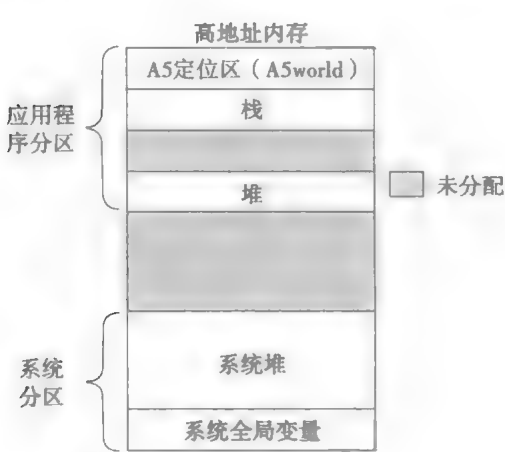 高地址内存
A5定位区（A5world）
栈
应用程
序分区
堆
未分配
系统堆
系统
分区
系统全局变量